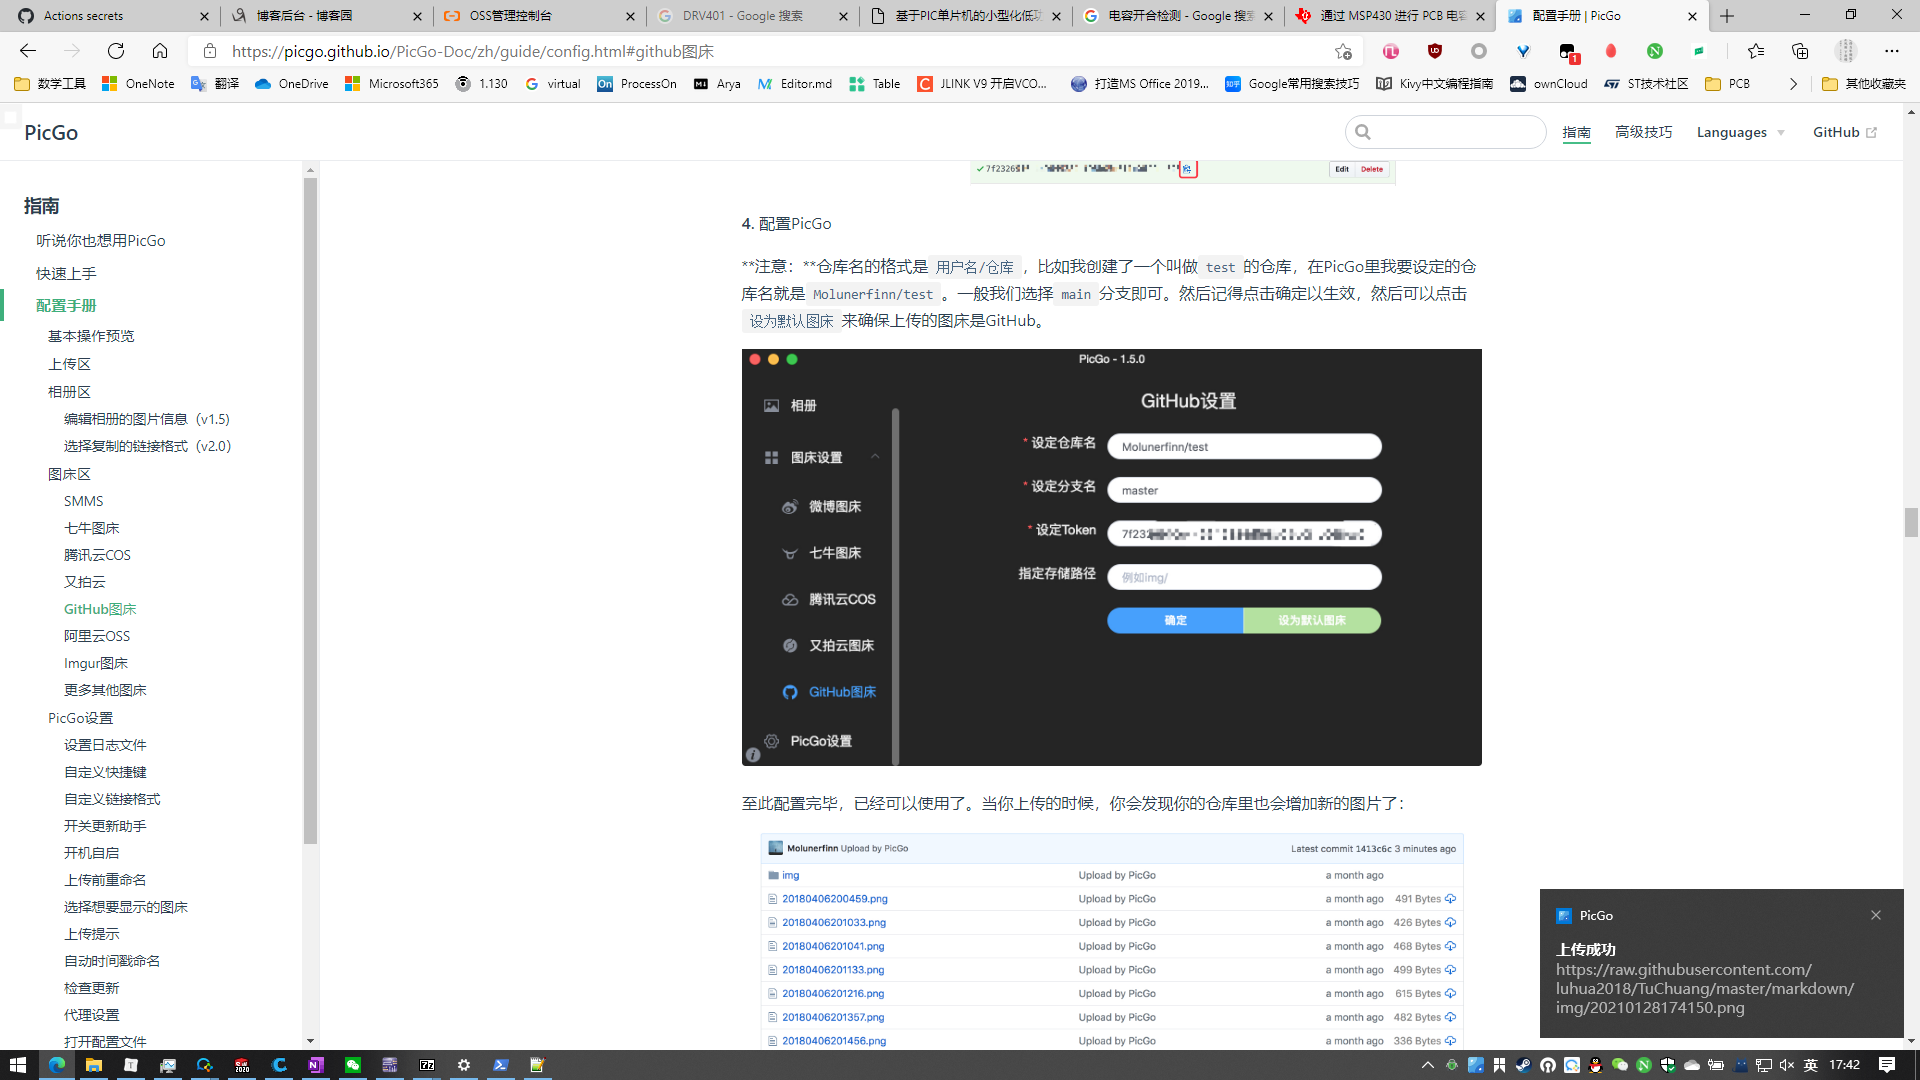 Actions secrets
博客后台 - 博客园
OSS管理控制台
DRV401 - Google 搜索
基于PIC单片机的小型化低功
电容开合检测 - Google 搜索
通过 MSP430 进行 PCB 电容
配置手册 | PicGo
https://picgo.github.io/PicGo-Doc/zh/guide/config.html#github图床
1
数学工具
OneNote
翻译
OneDrive
Microsoft365
1.130
virtual
ProcessOn
Arya
Editor.md
Table
JLINK V9 开启VCO...
打造MS Office 2019...
Google常用搜索技巧
Kivy中文编程指南
ownCloud
ST技术社区
PCB
其他收藏夹
PicGo
指南
高级技巧
Languages
GitHub
指南
听说你也想用PicGo
快速上手
配置手册
基本操作预览
上传区
相册区
编辑相册的图片信息（v1.5）
选择复制的链接格式（v2.0）
图床区
SMMS
七牛图床
腾讯云COS
又拍云
GitHub图床
阿里云OSS
Imgur图床
更多其他图床
PicGo设置
设置日志文件
自定义快捷键
自定义链接格式
开关更新助手
开机自启
上传前重命名
选择想要显示的图床
上传提示
自动时间戳命名
检查更新
代理设置
打开配置文件
Edit Delete
4. 配置PicGo
**注意：**仓库名的格式是 用户名/仓库 ，比如我创建了一个叫做 test 的仓库，在PicGo里我要设定的仓
库名就是 Molunerfinn/test 。一般我们选择 main 分支即可。然后记得点击确定以生效，然后可以点击
设为默认图床 来确保上传的图床是GitHub。
PicGo - 1.5.0
相册
图床设置
微博图床
七牛图床
腾讯云COS
又拍云图床
GitHub图床
PicGo设置
GitHub设置
* 设定仓库名 Molunerfinn/test
* 设定分支名 master
* 设定Token 7f232
指定存储路径 例如img/
确定 设为默认图床
至此配置完毕，已经可以使用了。当你上传的时候，你会发现你的仓库里也会增加新的图片了：
Molunerfinn Upload by PicGo Latest commit 1413c6c 3 minutes ago
img Upload by PicGo a month ago
20180406200459.png Upload by PicGo a month ago 491 Bytes
20180406201033.png Upload by PicGo a month ago 426 Bytes
20180406201041.png Upload by PicGo a month ago 468 Bytes
20180406201133.png Upload by PicGo a month ago 499 Bytes
20180406201216.png Upload by PicGo a month ago 615 Bytes
20180406201357.png Upload by PicGo a month ago 482 Bytes
20180406201456.png Upload by PicGo a month ago 336 Bytes
PicGo
上传成功
https://raw.githubusercontent.com/
luhua2018/TuChuang/master/markdown/
img/20210128174150.png
英
17:42